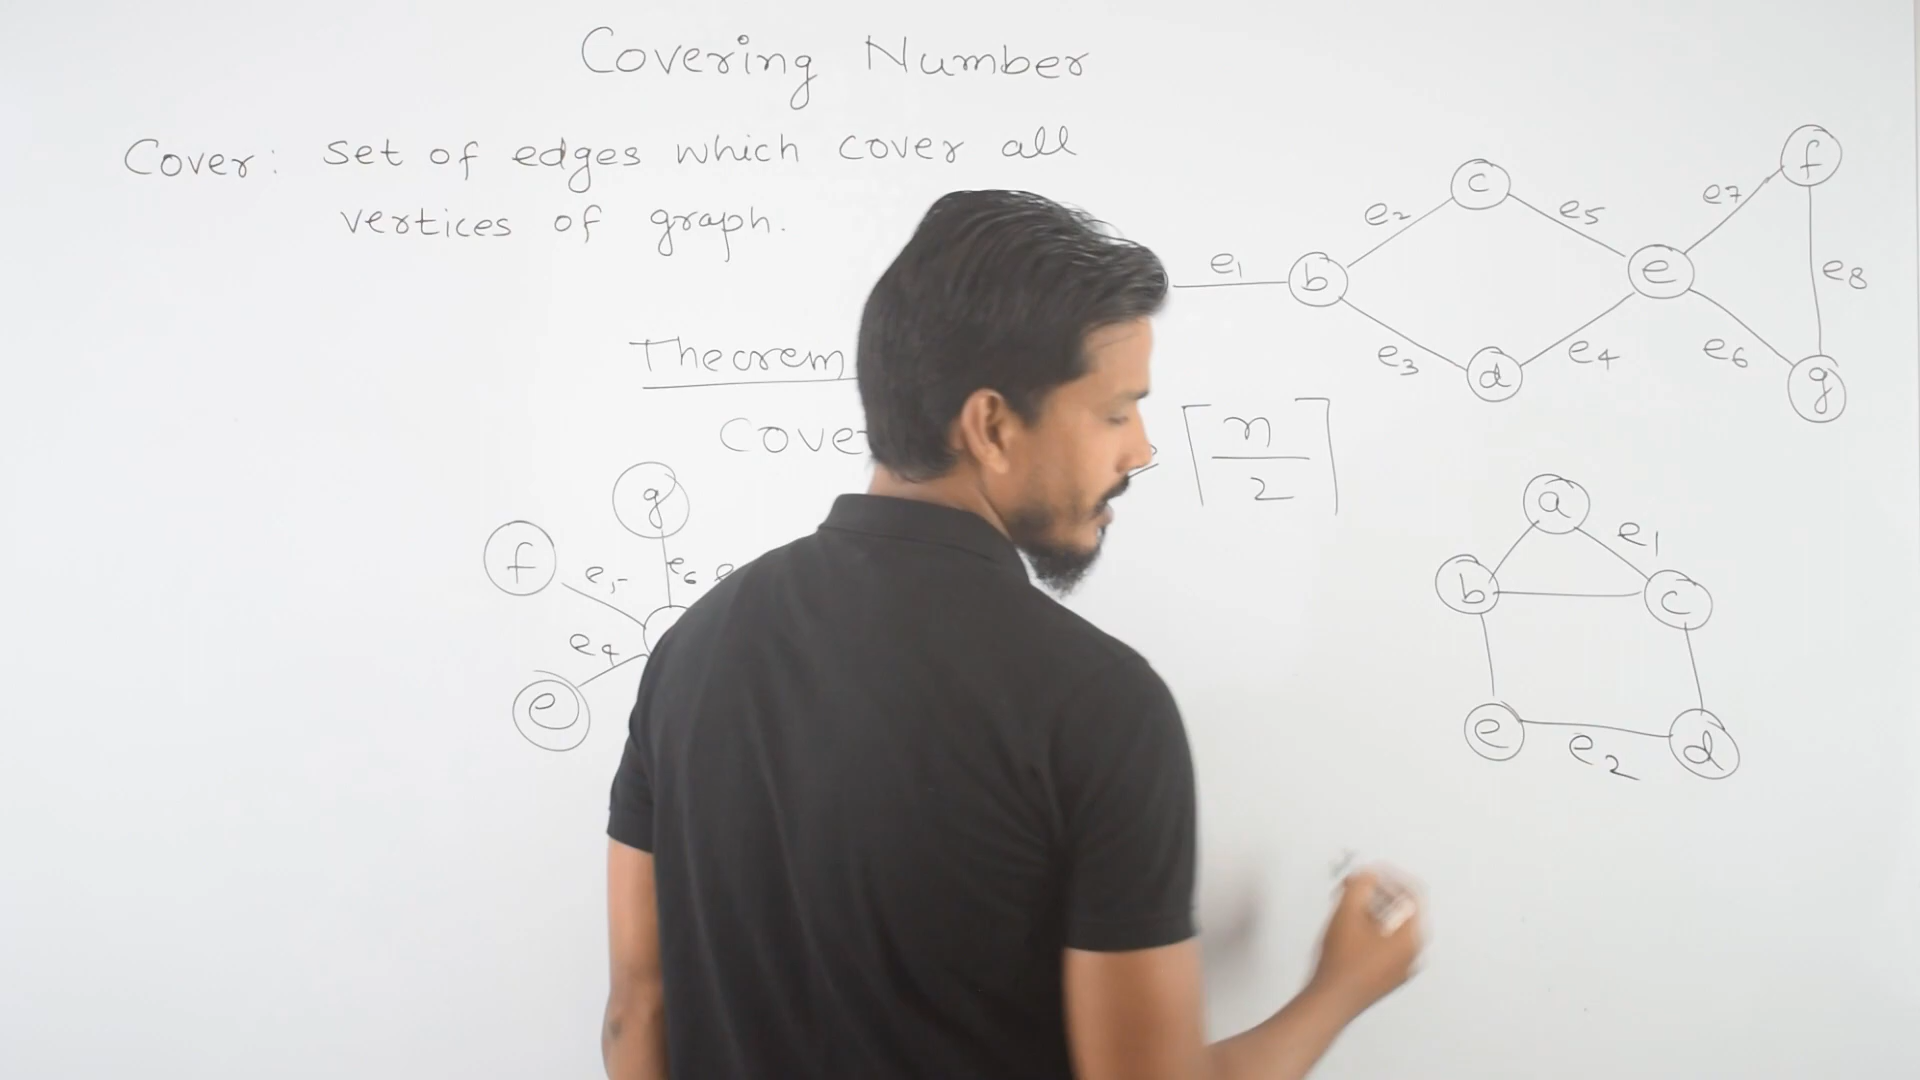 Covering Number
Cover: set of edges which cover all
vertices of graph.
Theorem
Cove
⌈n/2⌉
e1 b e2 c e5 e e7 f
e3 d e4 e6 g e8
g
f e5 e6
e4
e
a
b e1 c
e e2 d